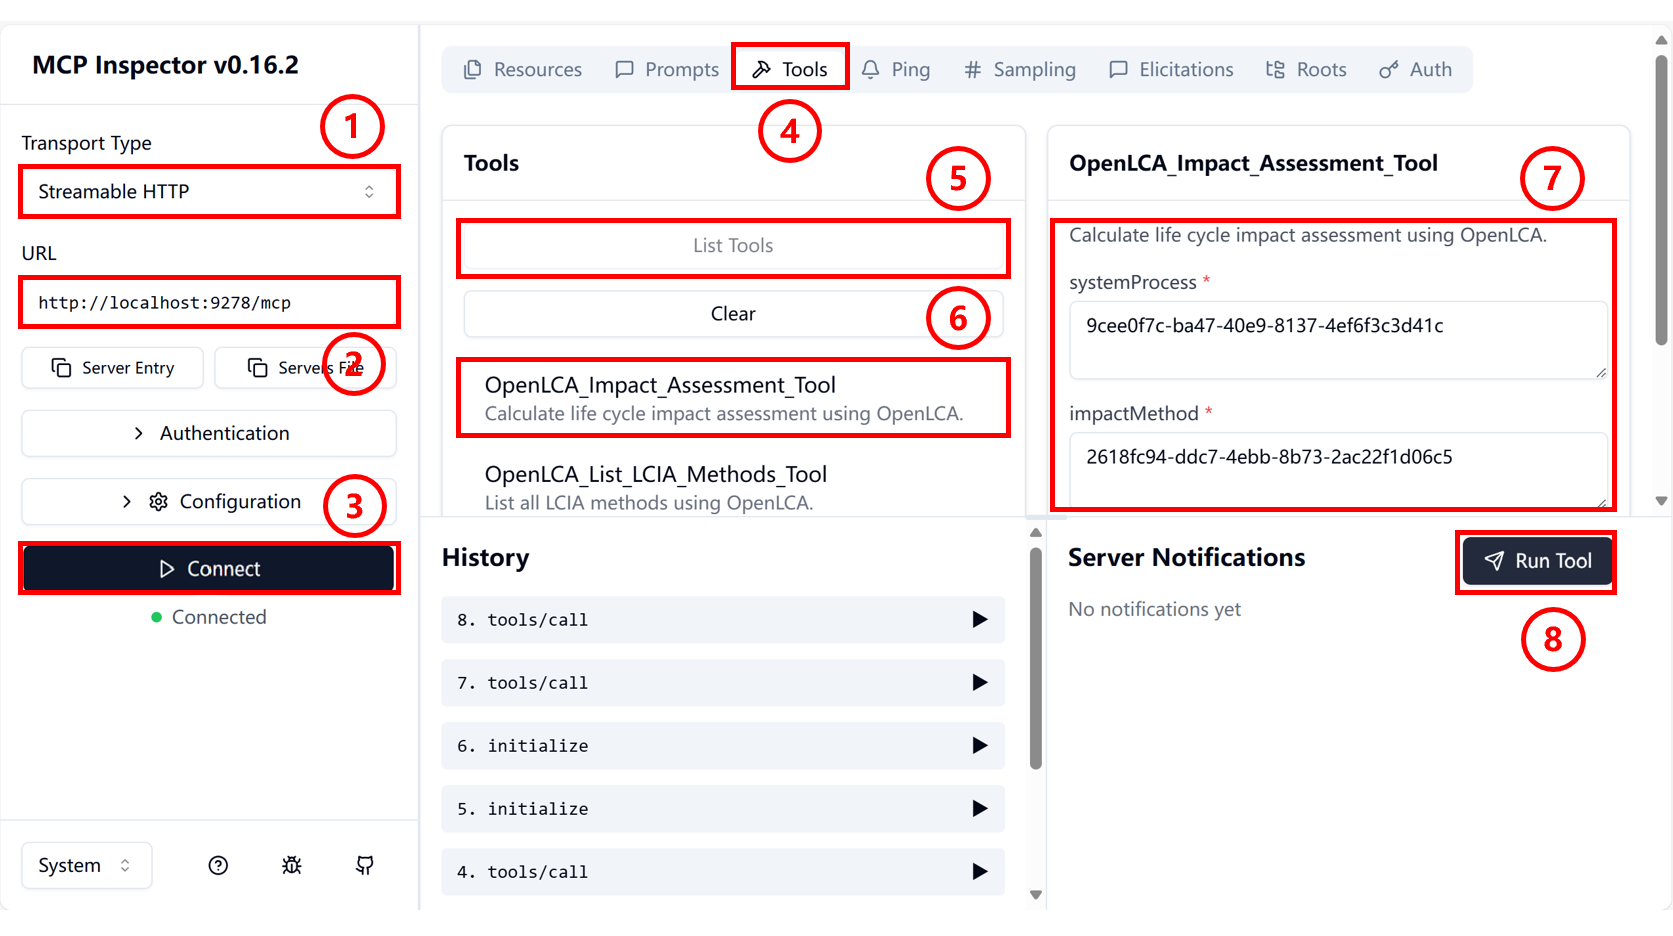 MCP Inspector v0.16.2
Transport Type
1
Streamable HTTP
URL
http://localhost:9278/mcp
Server Entry
Servers File
2
Authentication
Configuration
3
Connect
Connected
System
Resources
Prompts
Tools
Ping
Sampling
Elicitations
Roots
Auth
4
Tools
5
List Tools
Clear
6
OpenLCA_Impact_Assessment_Tool
Calculate life cycle impact assessment using OpenLCA.
OpenLCA_List_LCIA_Methods_Tool
List all LCIA methods using OpenLCA.
OpenLCA_Impact_Assessment_Tool
7
Calculate life cycle impact assessment using OpenLCA.
systemProcess *
9cee0f7c-ba47-40e9-8137-4ef6f3c3d41c
impactMethod *
2618fc94-ddc7-4ebb-8b73-2ac22f1d06c5
History
8. tools/call
7. tools/call
6. initialize
5. initialize
4. tools/call
Server Notifications
Run Tool
No notifications yet
8